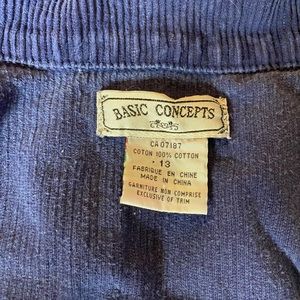 BASIC CONCEPTS
CA 07187
COTON 100% COTTON
· 13
FABRIQUE EN CHINE
MADE IN CHINA
GARNITURE NON COMPRISE
EXCLUSIVE OF TRIM